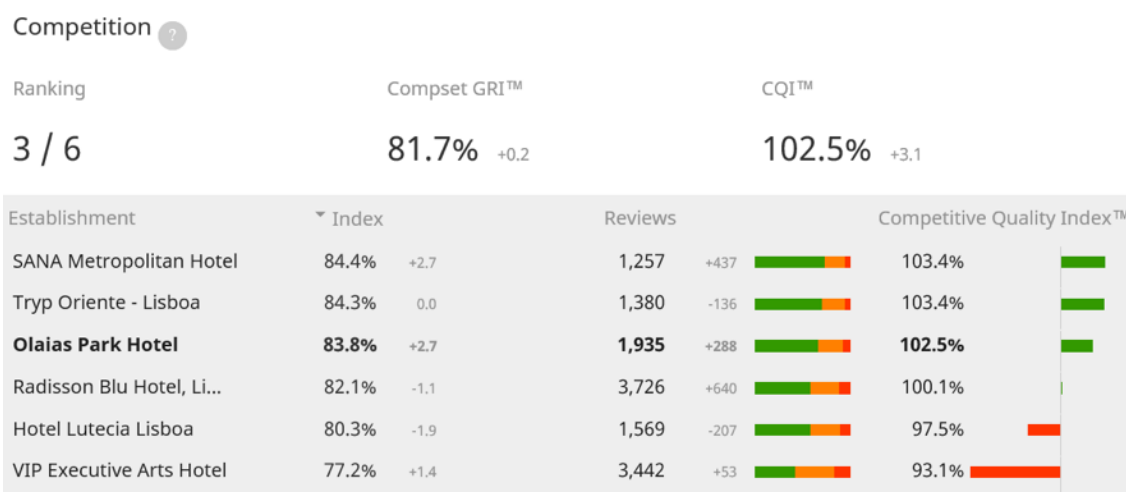 Competition ?
Ranking Compset GRI™ CQI™
3 / 6 81.7% +0.2 102.5% +3.1
Establishment Index Reviews Competitive Quality Index™
SANA Metropolitan Hotel 84.4% +2.7 1,257 +437 103.4%
Tryp Oriente - Lisboa 84.3% 0.0 1,380 -136 103.4%
Olaias Park Hotel 83.8% +2.7 1,935 +288 102.5%
Radisson Blu Hotel, Li... 82.1% -1.1 3,726 +640 100.1%
Hotel Lutecia Lisboa 80.3% -1.9 1,569 -207 97.5%
VIP Executive Arts Hotel 77.2% +1.4 3,442 +53 93.1%